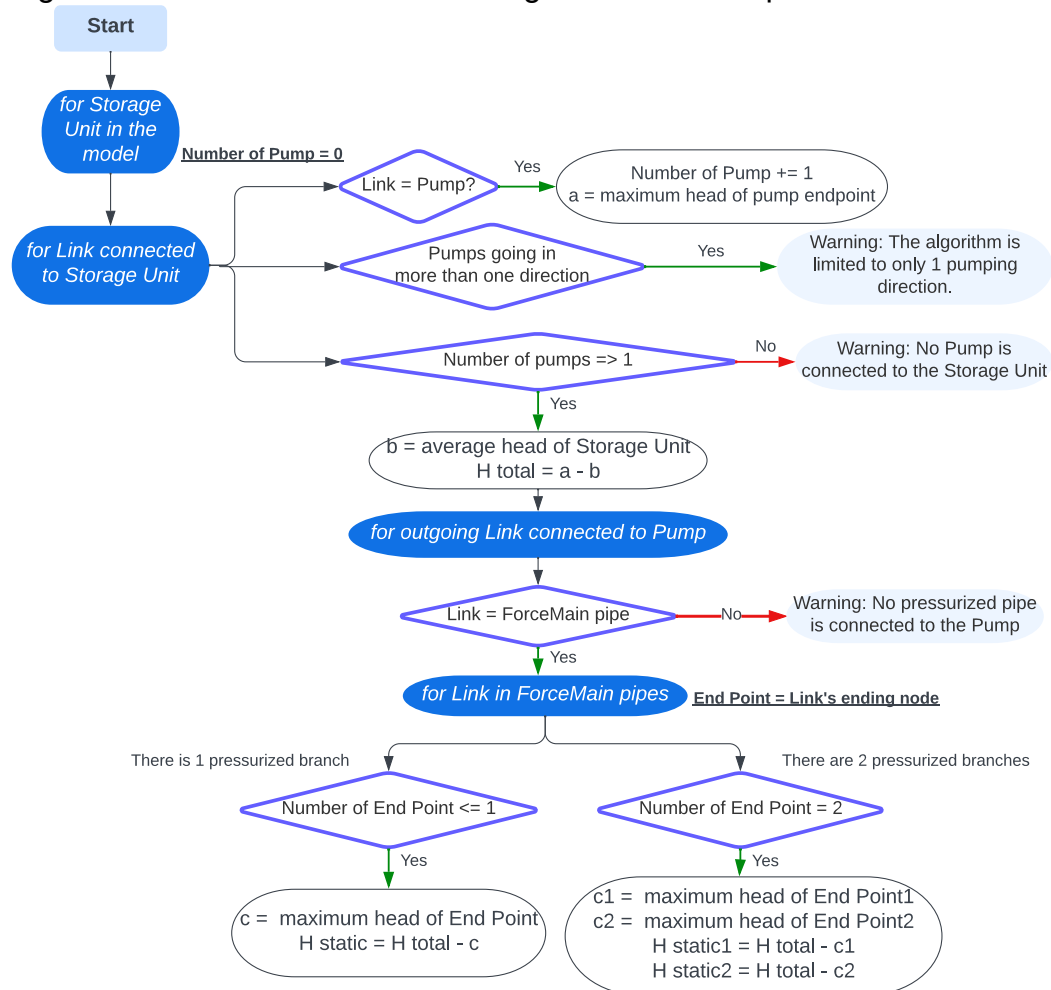 Start
for Storage
Unit in the
model
Number of Pump = 0
Link = Pump?
Yes
Number of Pump += 1
a = maximum head of pump endpoint
for Link connected
to Storage Unit
Pumps going in
more than one direction
Yes
Warning: The algorithm is
limited to only 1 pumping
direction.
Number of pumps => 1
No
Warning: No Pump is
connected to the Storage Unit
Yes
b = average head of Storage Unit
H total = a - b
for outgoing Link connected to Pump
Link = ForceMain pipe
No
Warning: No pressurized pipe
is connected to the Pump
Yes
for Link in ForceMain pipes
End Point = Link's ending node
There is 1 pressurized branch
There are 2 pressurized branches
Number of End Point <= 1
Number of End Point = 2
Yes
Yes
c = maximum head of End Point
H static = H total - c
c1 = maximum head of End Point1
c2 = maximum head of End Point2
H static1 = H total - c1
H static2 = H total - c2